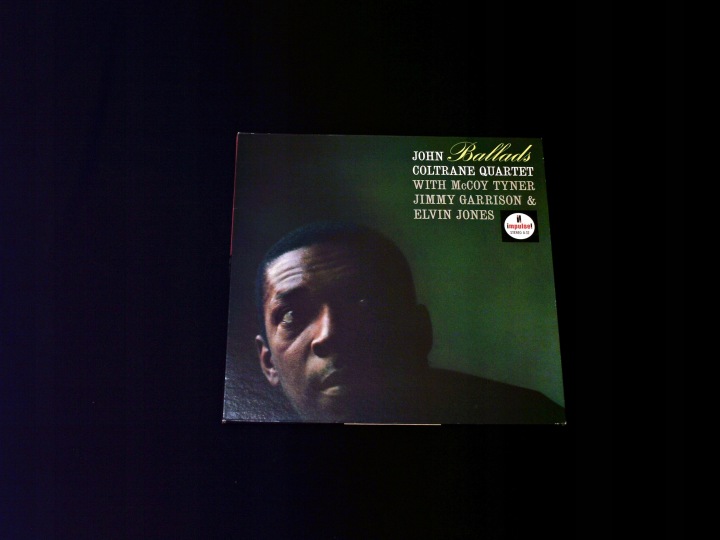 JOHN Ballads
COLTRANE QUARTET
WITH McCOY TYNER
JIMMY GARRISON &
ELVIN JONES
impulse!